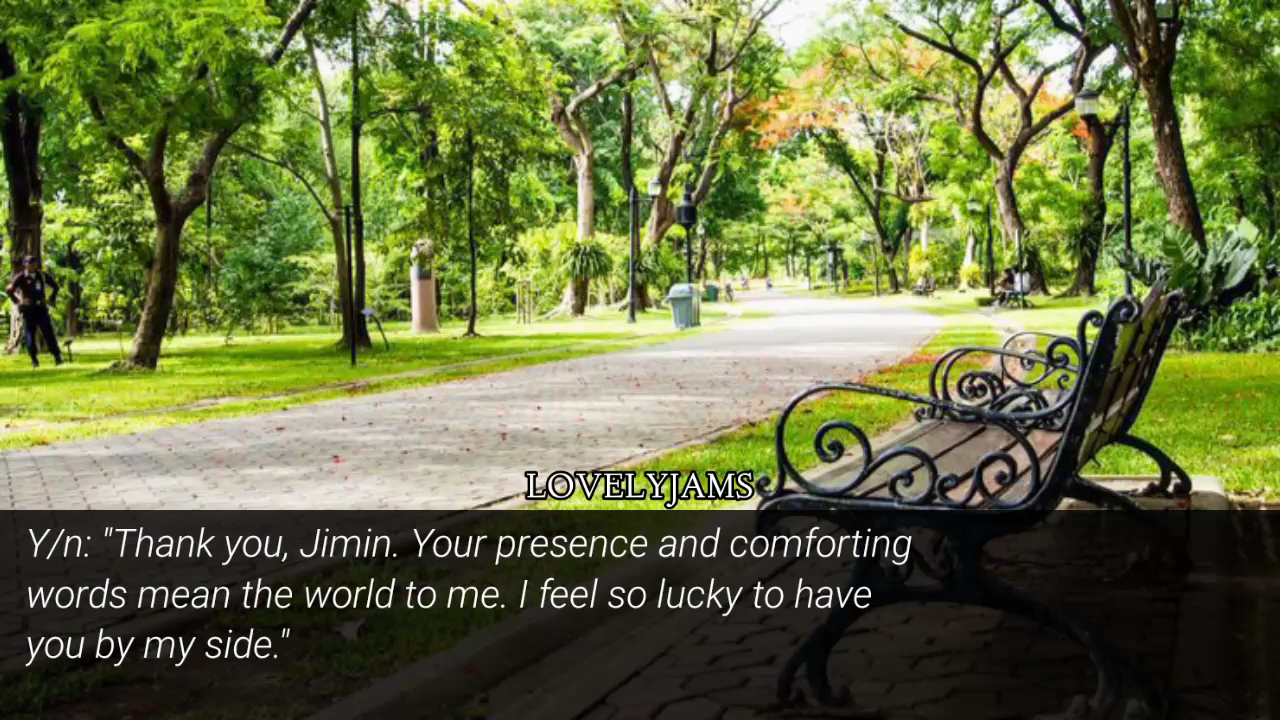 LOVELYJAMS
Y/n: "Thank you, Jimin. Your presence and comforting
words mean the world to me. I feel so lucky to have
you by my side."